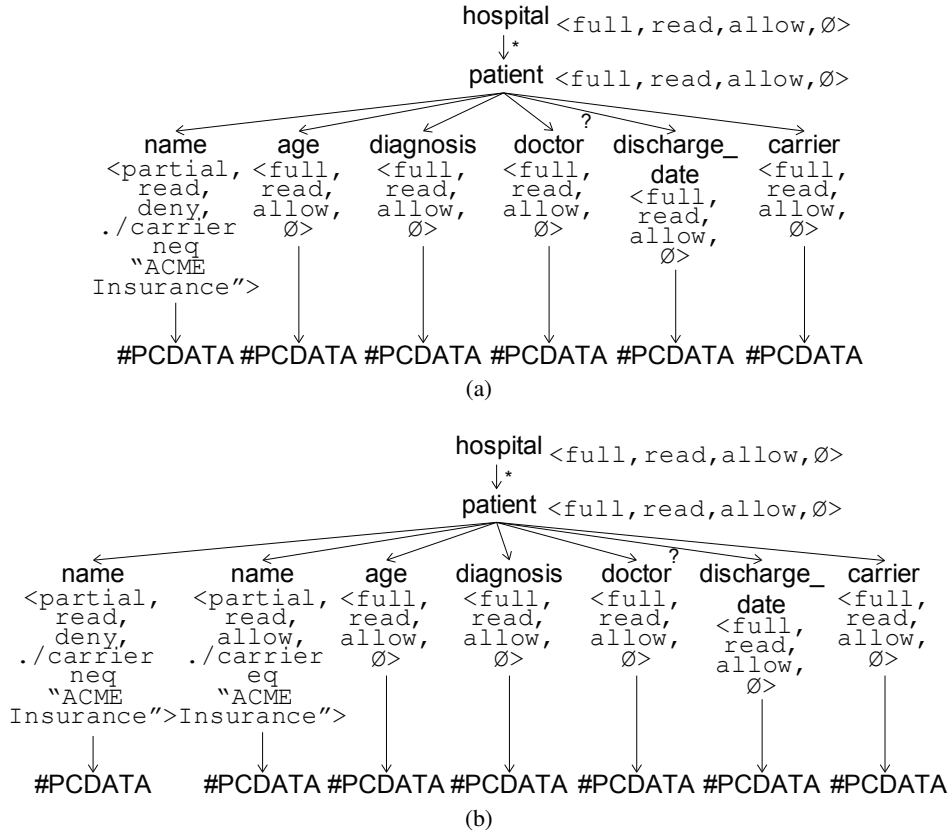 hospital <full,read,allow,Ø>
*
patient <full,read,allow,Ø>
?
name age diagnosis doctor discharge_ carrier
<partial, <full, <full, <full, date <full,
read, read, read, read, <full, read,
deny, allow, allow, allow, read, allow,
./carrier Ø> Ø> Ø> allow, Ø>
neq Ø>
“ACME
Insurance”>
#PCDATA #PCDATA #PCDATA #PCDATA #PCDATA #PCDATA
(a)
hospital <full,read,allow,Ø>
*
patient <full,read,allow,Ø>
?
name name age diagnosis doctor discharge_ carrier
<partial, <partial, <full, <full, <full, date <full,
read, read, read, read, read, <full, read,
deny, allow, allow, allow, allow, read, allow,
./carrier ./carrier Ø> Ø> Ø> allow, Ø>
neq eq Ø>
“ACME “ACME
Insurance”> Insurance”>
#PCDATA #PCDATA #PCDATA #PCDATA #PCDATA #PCDATA #PCDATA
(b)